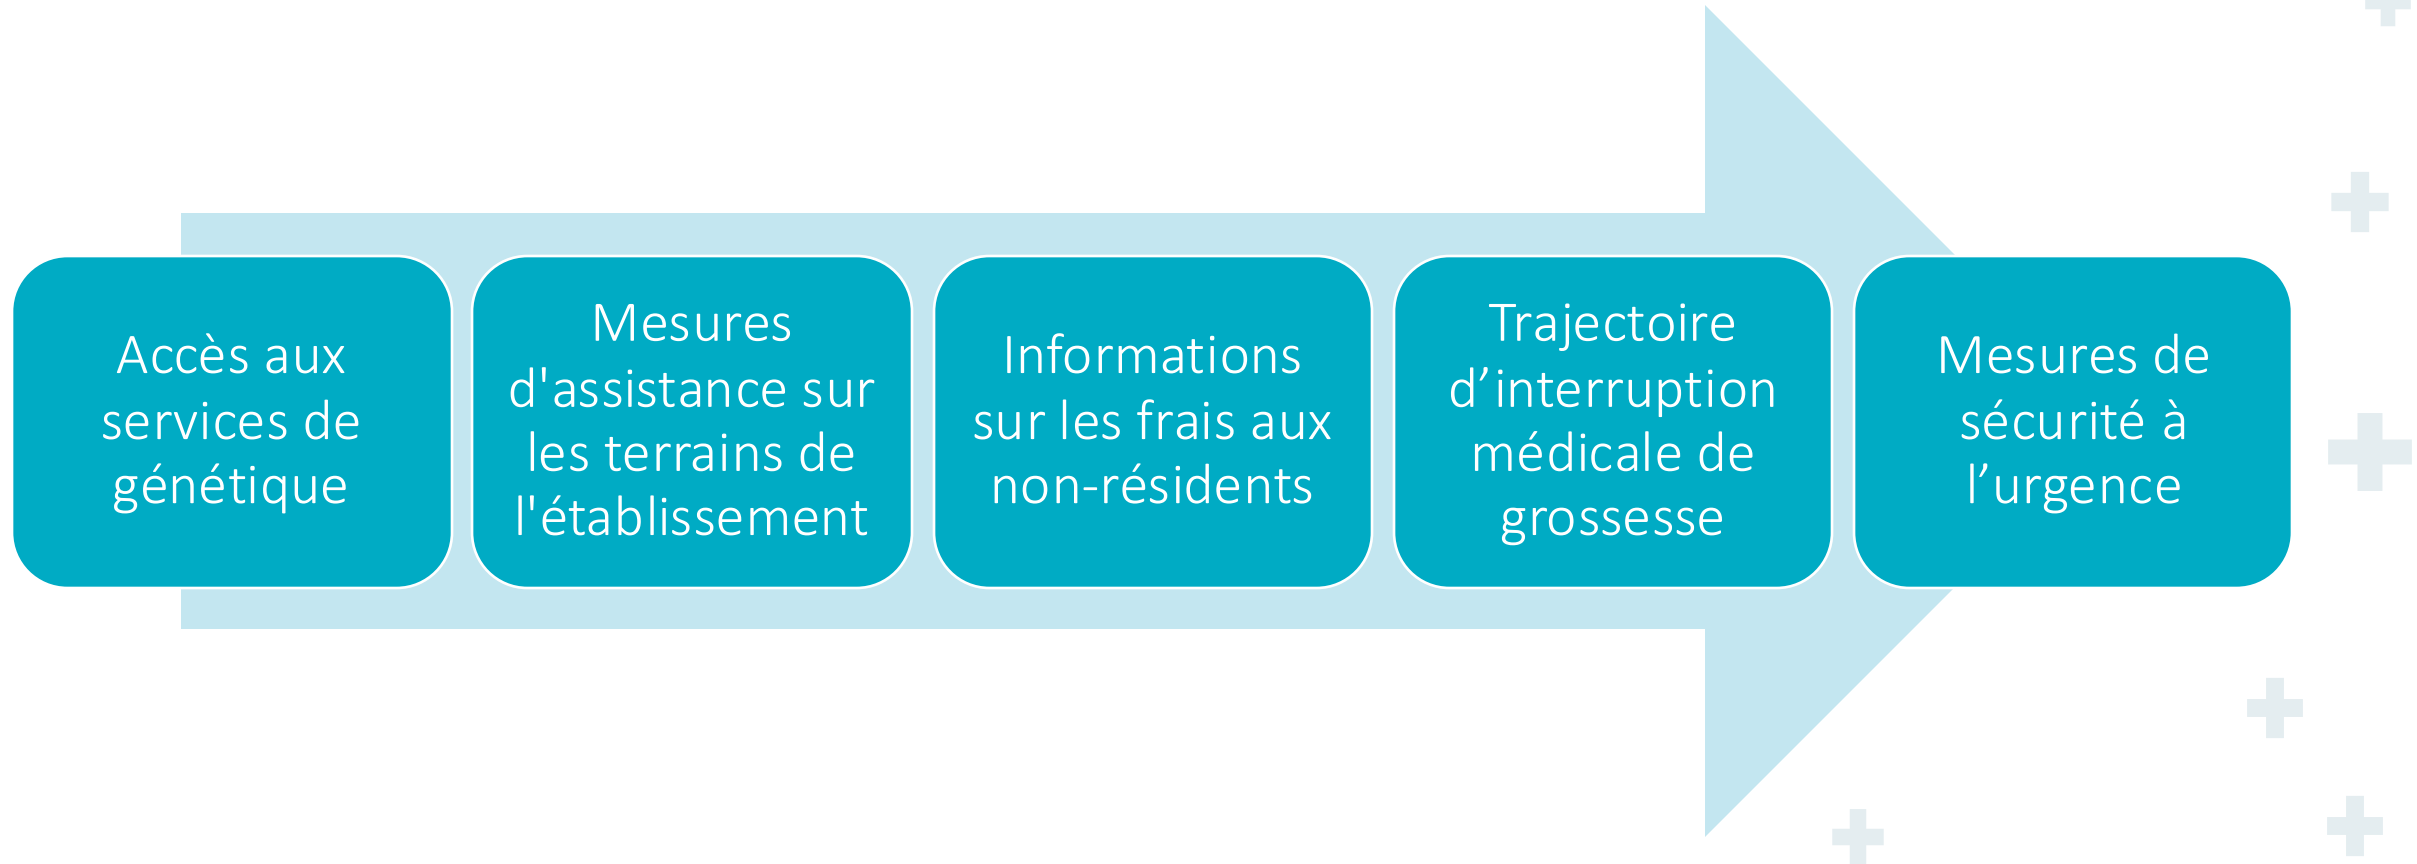 Accès aux
services de
génétique
Mesures
d'assistance sur
les terrains de
l'établissement
Informations
sur les frais aux
non-résidents
Trajectoire
d’interruption
médicale de
grossesse
Mesures de
sécurité à
l’urgence